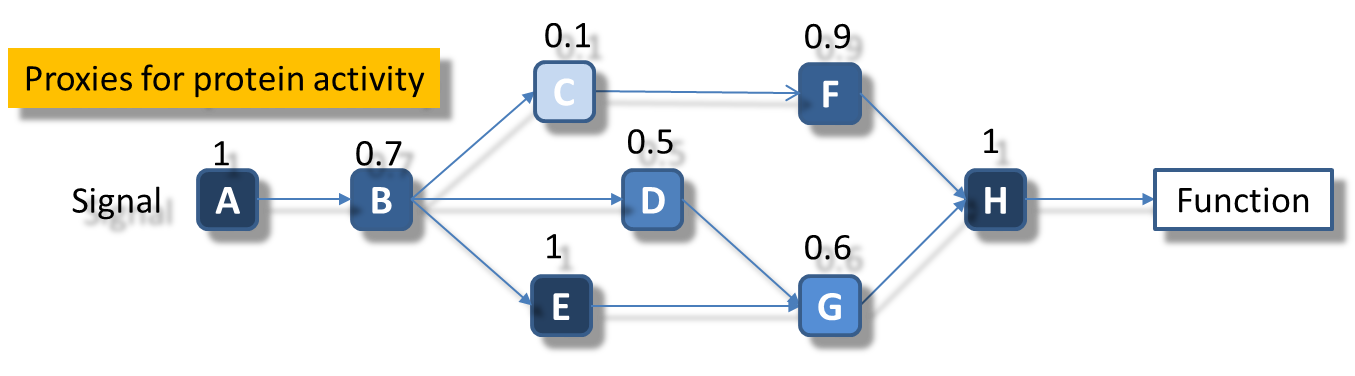 Proxies for protein activity
0.1
0.9
C
F
1
0.7
0.5
1
Signal
A
B
D
H
Function
1
0.6
E
G